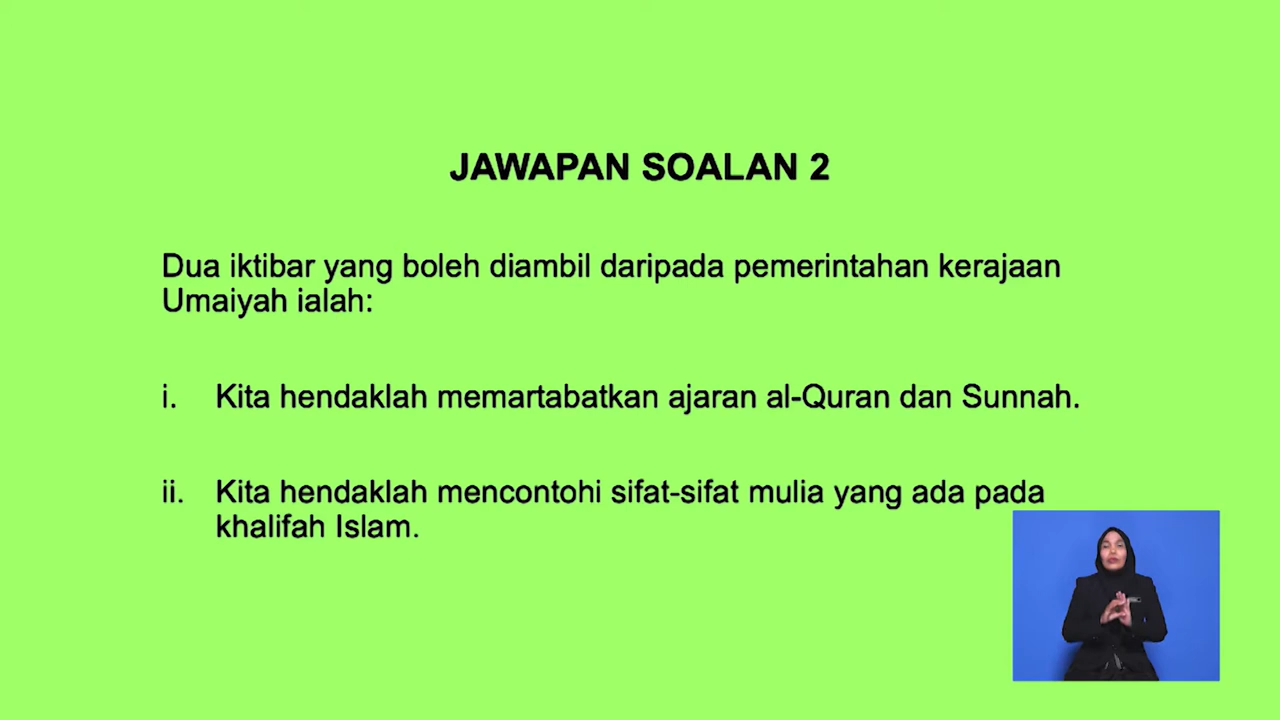 JAWAPAN SOALAN 2
Dua iktibar yang boleh diambil daripada pemerintahan kerajaan
Umaiyah ialah:
i. Kita hendaklah memartabatkan ajaran al-Quran dan Sunnah.
ii. Kita hendaklah mencontohi sifat-sifat mulia yang ada pada
khalifah Islam.